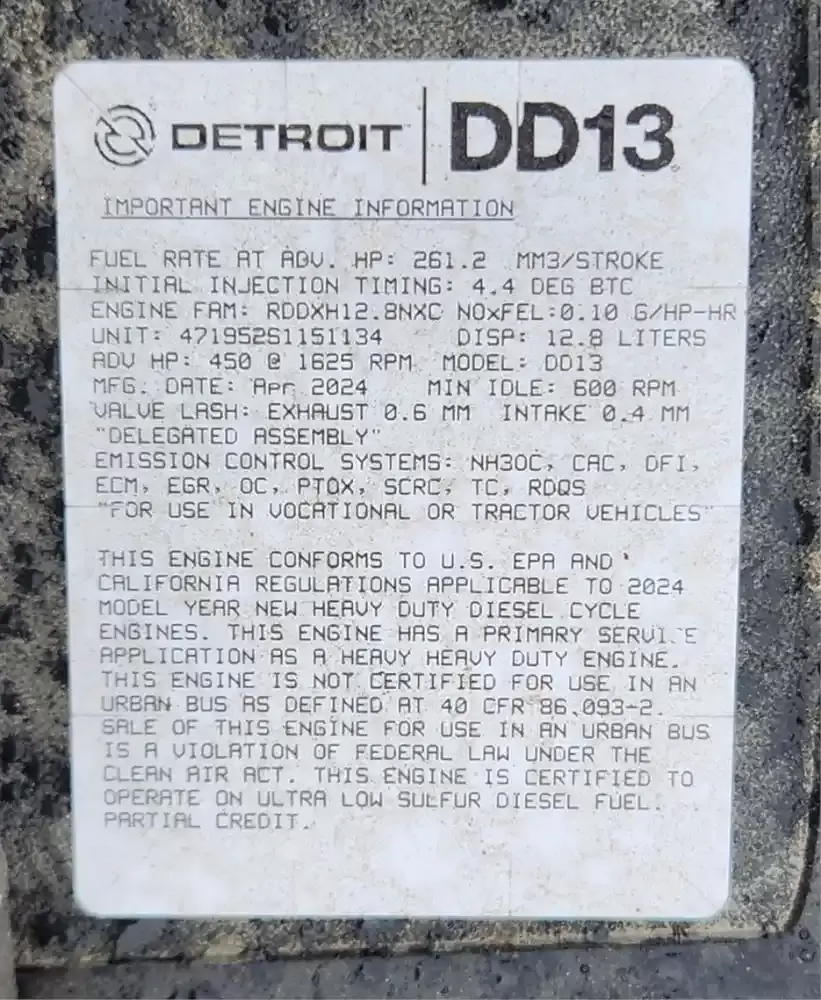 DETROIT DD13
IMPORTANT ENGINE INFORMATION
FUEL RATE AT ADV. HP: 261.2 MM3/STROKE
INITIAL INJECTION TIMING: 4.4 DEG BTC
ENGINE FAM: RDDXH12.8NXC NOxFEL:0.10 G/HP-HR
UNIT: 471952S1151134 DISP: 12.8 LITERS
ADV HP: 450 @ 1625 RPM MODEL: DD13
MFG. DATE: Apr 2024 MIN IDLE: 600 RPM
VALVE LASH: EXHAUST 0.6 MM INTAKE 0.4 MM
"DELEGATED ASSEMBLY"
EMISSION CONTROL SYSTEMS: NH3OC, CAC, DFI,
ECM, EGR, OC, PTOX, SCRC, TC, RDQS
"FOR USE IN VOCATIONAL OR TRACTOR VEHICLES"
THIS ENGINE CONFORMS TO U.S. EPA AND
CALIFORNIA REGULATIONS APPLICABLE TO 2024
MODEL YEAR NEW HEAVY DUTY DIESEL CYCLE
ENGINES. THIS ENGINE HAS A PRIMARY SERVICE
APPLICATION AS A HEAVY HEAVY DUTY ENGINE.
THIS ENGINE IS NOT CERTIFIED FOR USE IN AN
URBAN BUS AS DEFINED AT 40 CFR 86.093-2.
SALE OF THIS ENGINE FOR USE IN AN URBAN BUS
IS A VIOLATION OF FEDERAL LAW UNDER THE
CLEAN AIR ACT. THIS ENGINE IS CERTIFIED TO
OPERATE ON ULTRA LOW SULFUR DIESEL FUEL.
PARTIAL CREDIT.